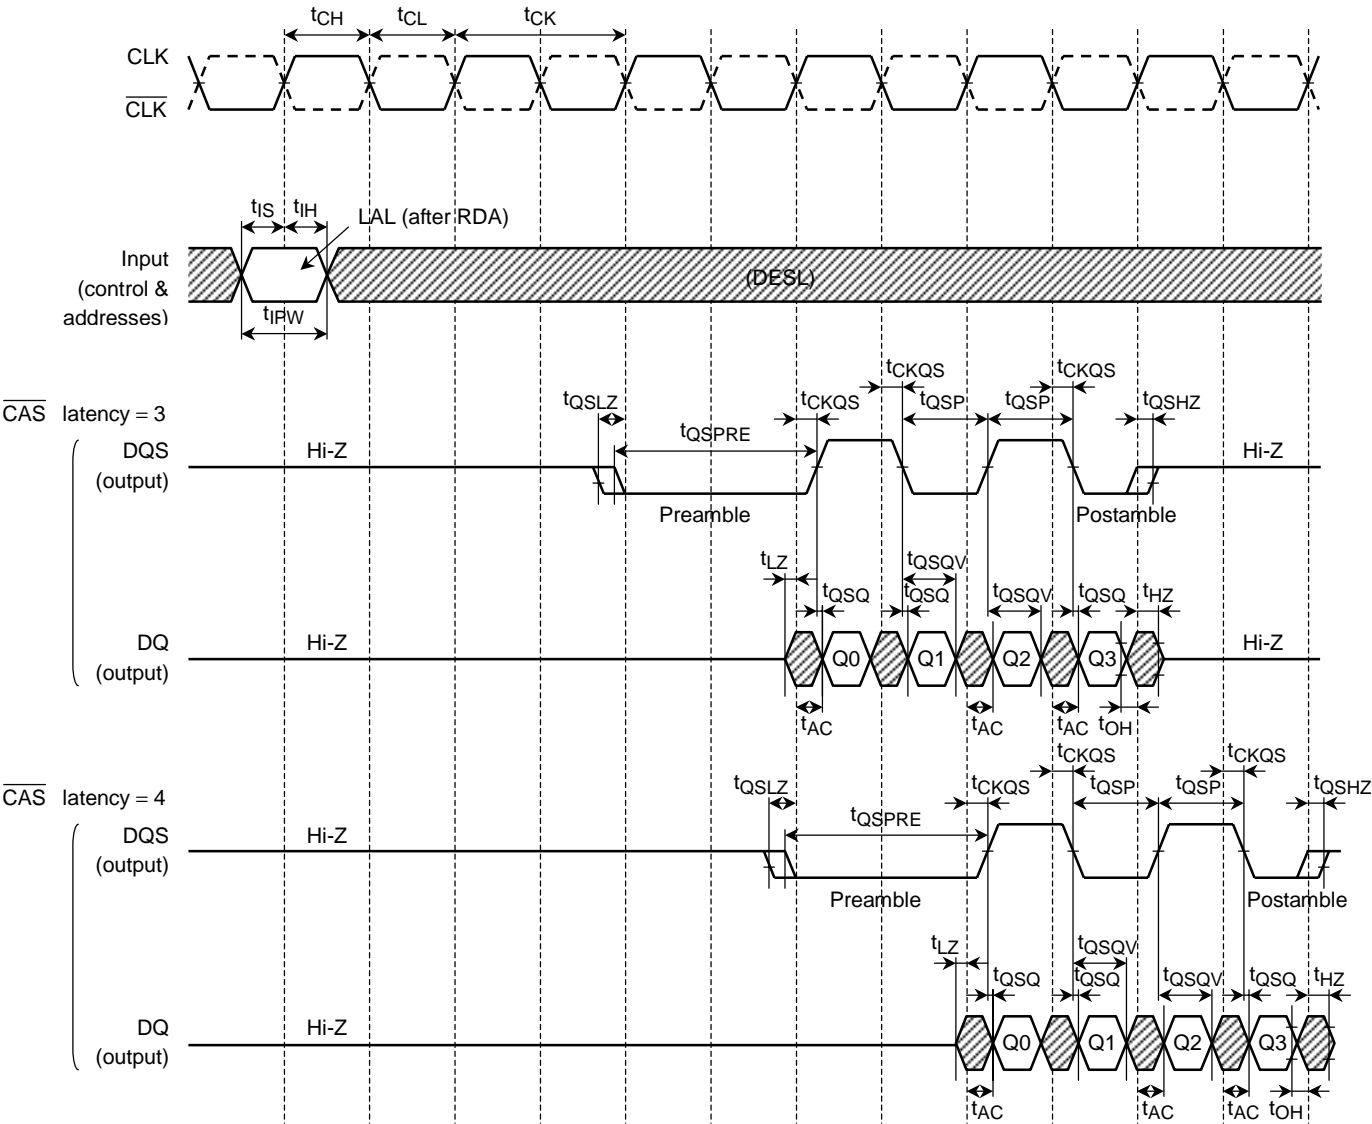 tCH tCL tCK
CLK
CLK
tIS tIH LAL (after RDA)
Input
(control &
addresses)
(DESL)
tIPW
tCKQS tCKQS
CAS latency = 3
tQSLZ tCKQS tQSP tQSP tQSHZ
DQS
(output)
Hi-Z tQSPRE Hi-Z
Preamble Postamble
tLZ tQSQV
tQSQ tQSQ tQSQV tQSQ tHZ
DQ
(output)
Hi-Z Q0 Q1 Q2 Q3 Hi-Z
tAC tAC tAC tOH
tCKQS tCKQS
CAS latency = 4
tQSLZ tCKQS tQSP tQSP tQSHZ
DQS
(output)
Hi-Z tQSPRE
Preamble Postamble
tLZ tQSQV
tQSQ tQSQ tQSQV tQSQ tHZ
DQ
(output)
Hi-Z Q0 Q1 Q2 Q3
tAC tAC tAC tOH